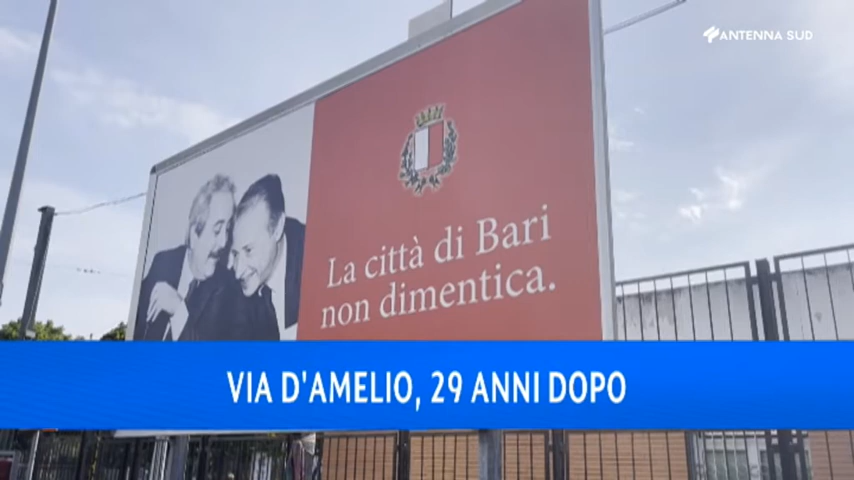 ANTENNA SUD
La città di Bari
non dimentica.
VIA D'AMELIO, 29 ANNI DOPO